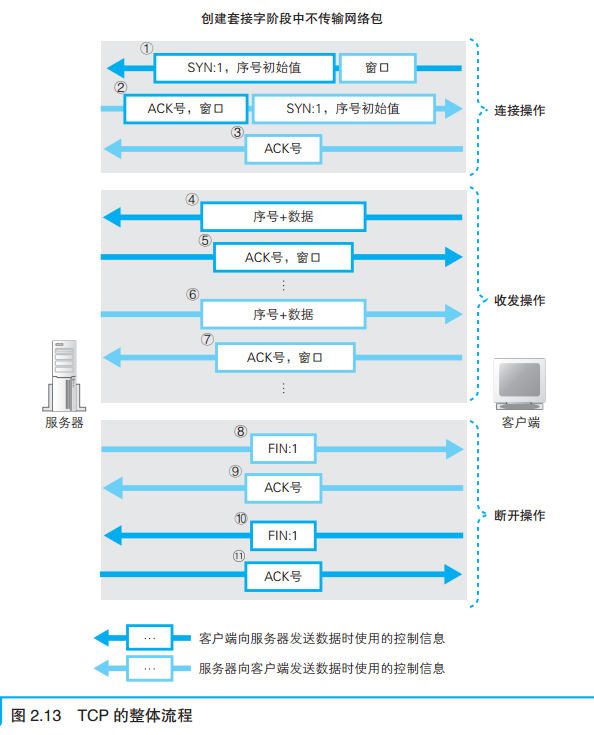 创建套接字阶段中不传输网络包
①
SYN:1，序号初始值
窗口
②
ACK号，窗口
SYN:1，序号初始值
③
ACK号
连接操作
④
序号+数据
⑤
ACK号，窗口
⋮
⑥
序号+数据
⑦
ACK号，窗口
⋮
收发操作
服务器
客户端
⑧
FIN:1
⑨
ACK号
⑩
FIN:1
⑪
ACK号
断开操作
…
客户端向服务器发送数据时使用的控制信息
…
服务器向客户端发送数据时使用的控制信息
图 2.13 TCP 的整体流程